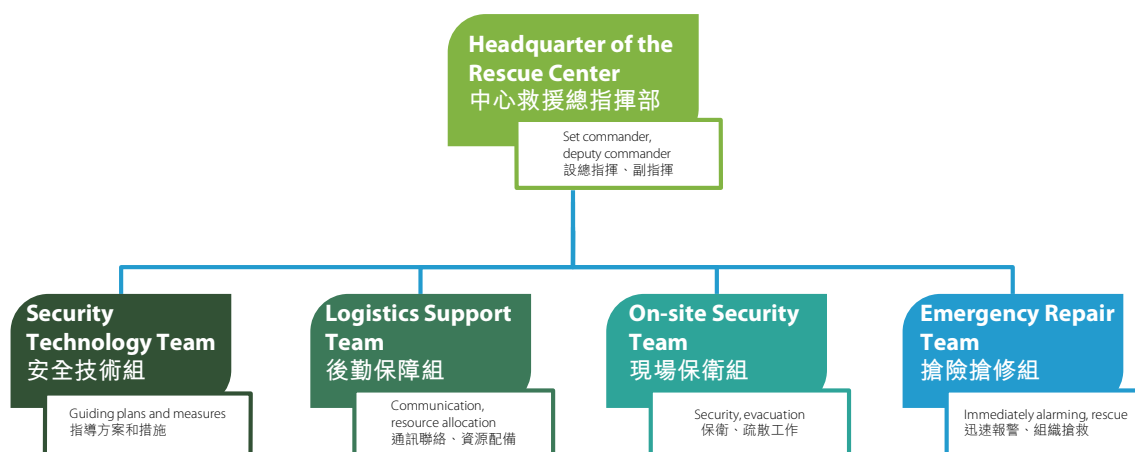 Headquarter of the
Rescue Center
中心救援總指揮部
Set commander,
deputy commander
設總指揮、副指揮
Security
Technology Team
安全技術組
Guiding plans and measures
指導方案和措施
Logistics Support
Team
後勤保障組
Communication,
resource allocation
通訊聯絡、資源配備
On-site Security
Team
現場保衛組
Security, evacuation
保衛、疏散工作
Emergency Repair
Team
搶險搶修組
Immediately alarming, rescue
迅速報警、組織搶救